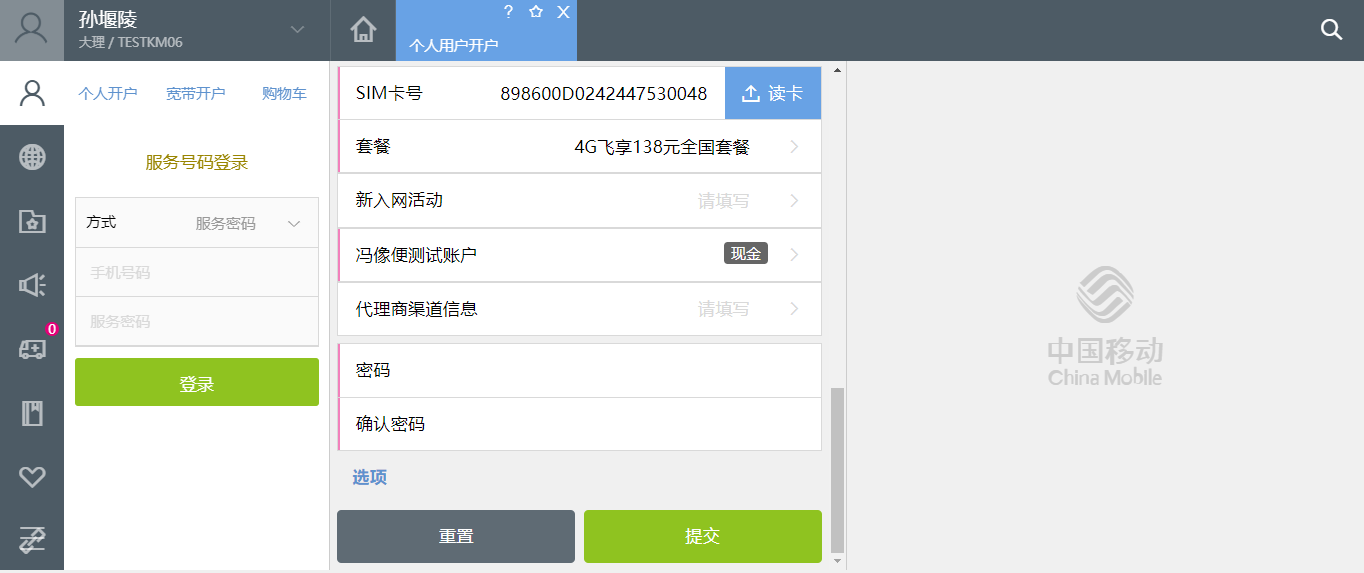 孙堰陵
大理 / TESTKM06
? X
个人用户开户
个人开户 宽带开户 购物车
服务号码登录
方式 服务密码
手机号码
服务密码
登录
0
SIM卡号 898600D0242447530048 读卡
套餐 4G飞享138元全国套餐
新入网活动 请填写
冯像便测试账户 现金
代理商渠道信息 请填写
密码
确认密码
选项
重置 提交
中国移动
China Mobile